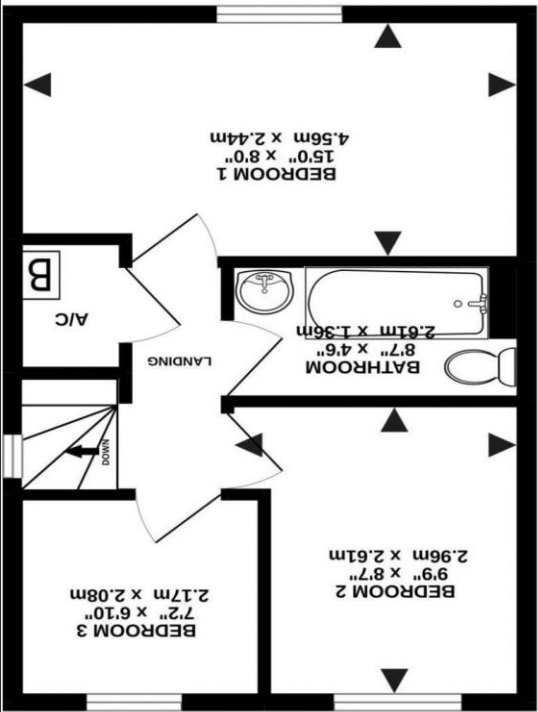 BEDROOM 2
9'9" x 8'7"
2.96m x 2.61m
BEDROOM 3
7'2" x 6'10"
2.17m x 2.08m
DOWN
BATHROOM
8'7" x 4'6"
2.61m x 1.36m
LANDING
A/C
B
BEDROOM 1
15'0" x 8'0"
4.56m x 2.44m